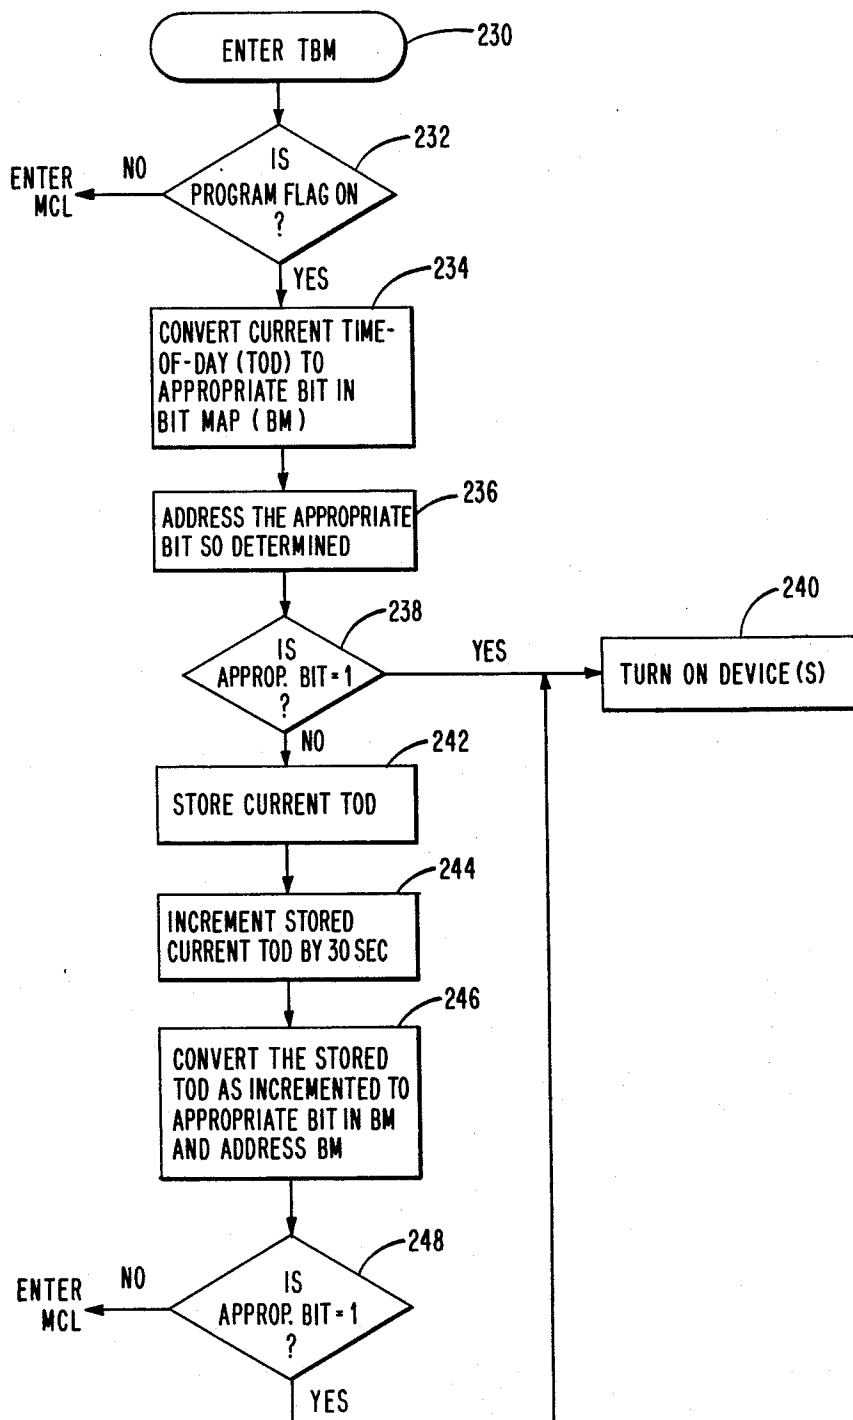 ENTER TBM
230
232
IS
PROGRAM FLAG ON
?
NO
ENTER
MCL
YES
234
CONVERT CURRENT TIME-
OF-DAY (TOD) TO
APPROPRIATE BIT IN
BIT MAP (BM)
236
ADDRESS THE APPROPRIATE
BIT SO DETERMINED
238
IS
APPROP. BIT = 1
?
YES
240
TURN ON DEVICE(S)
NO
242
STORE CURRENT TOD
244
INCREMENT STORED
CURRENT TOD BY 30 SEC
246
CONVERT THE STORED
TOD AS INCREMENTED TO
APPROPRIATE BIT IN BM
AND ADDRESS BM
248
IS
APPROP. BIT = 1
?
NO
ENTER
MCL
YES